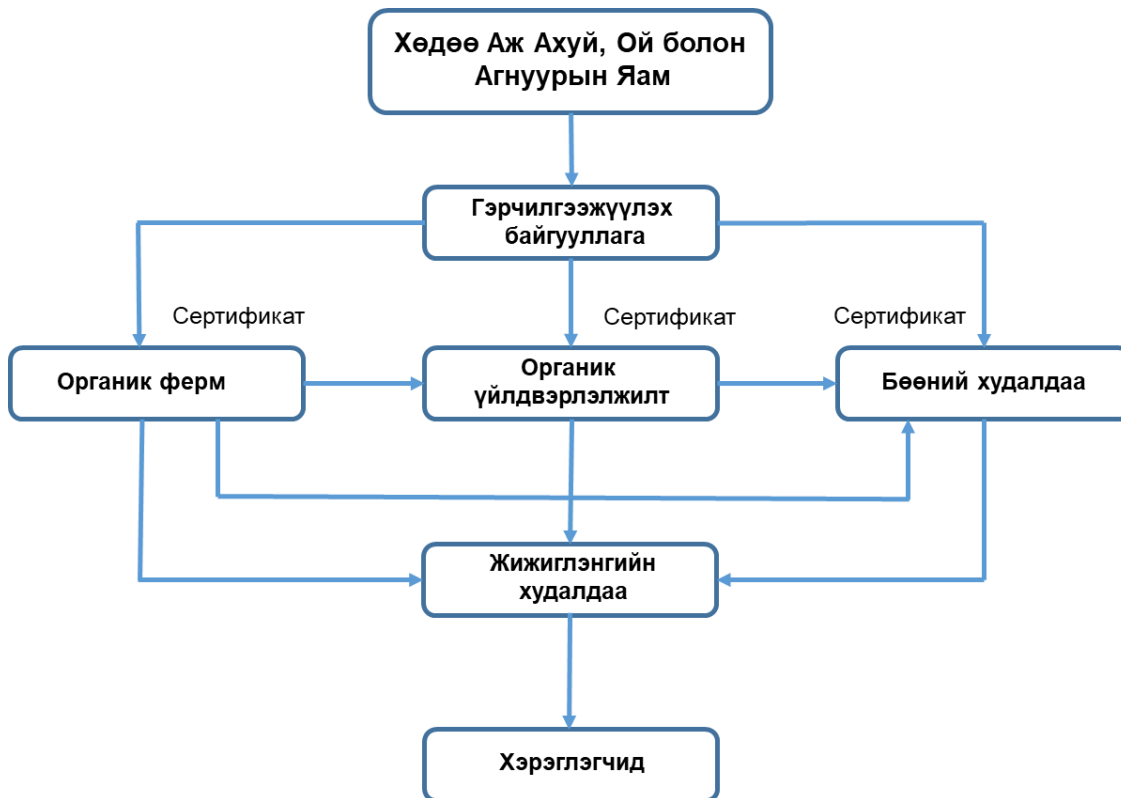 Хөдөө Аж Ахуй, Ой болон
Агнуурын Яам
Гэрчилгээжүүлэх
байгууллага
Сертификат
Сертификат
Сертификат
Органик ферм
Органик
үйлдвэрлэлжилт
Бөөний худалдаа
Жижиглэнгийн
худалдаа
Хэрэглэгчид